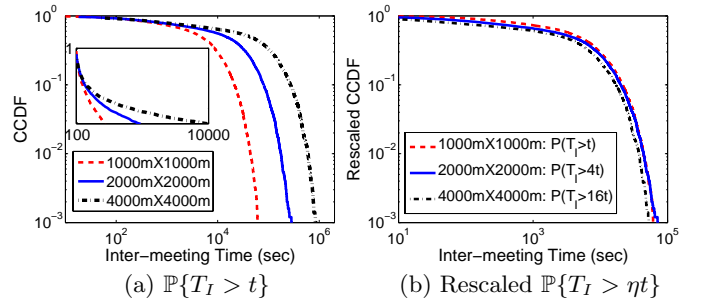 10^0
10^-1
10^-2
10^-3
CCDF
1
100
10000
1000mX1000m
2000mX2000m
4000mX4000m
10^2
10^4
10^6
Inter-meeting Time (sec)
(a) ℙ{T_I > t}
10^0
10^-1
10^-2
10^-3
Rescaled CCDF
1000mX1000m: P(T_I>t)
2000mX2000m: P(T_I>4t)
4000mX4000m: P(T_I>16t)
10^1
10^3
10^5
Inter-meeting Time (sec)
(b) Rescaled ℙ{T_I > ηt}